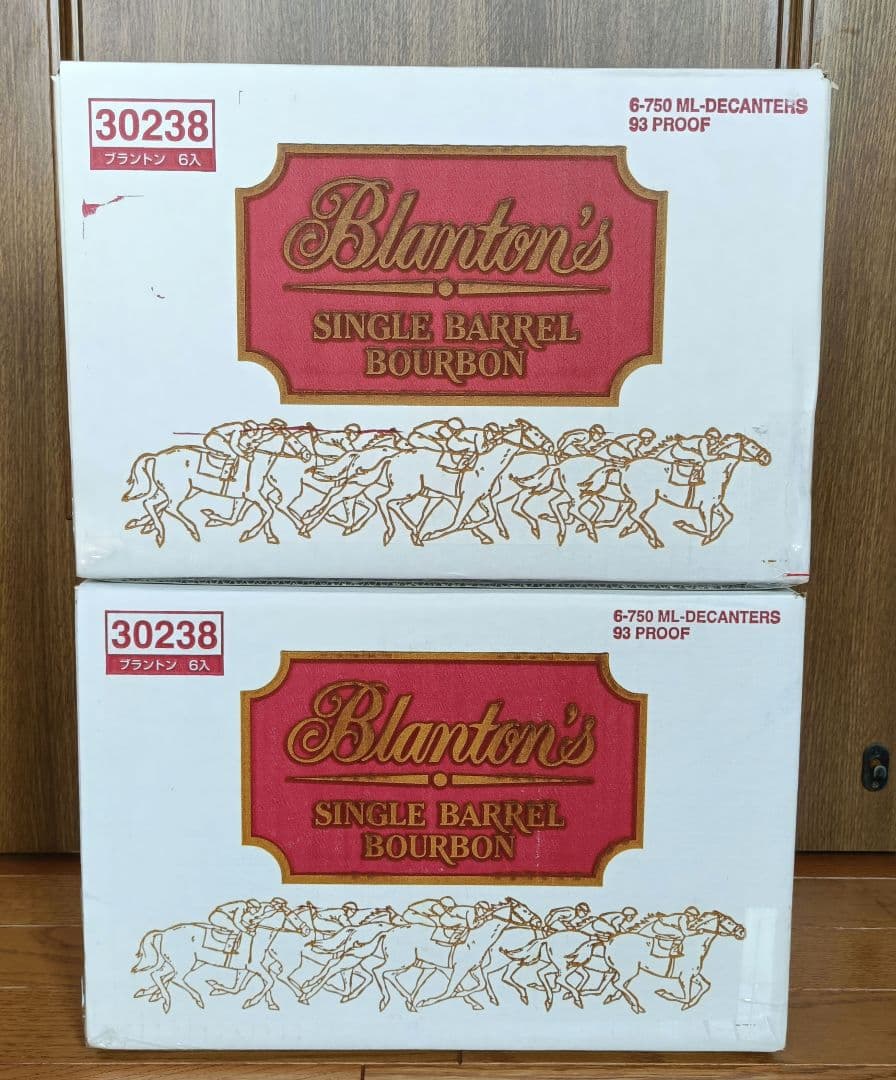 30238
ブラントン 6入
6-750 ML-DECANTERS
93 PROOF
Blanton's
SINGLE BARREL
BOURBON
30238
ブラントン 6入
6-750 ML-DECANTERS
93 PROOF
Blanton's
SINGLE BARREL
BOURBON